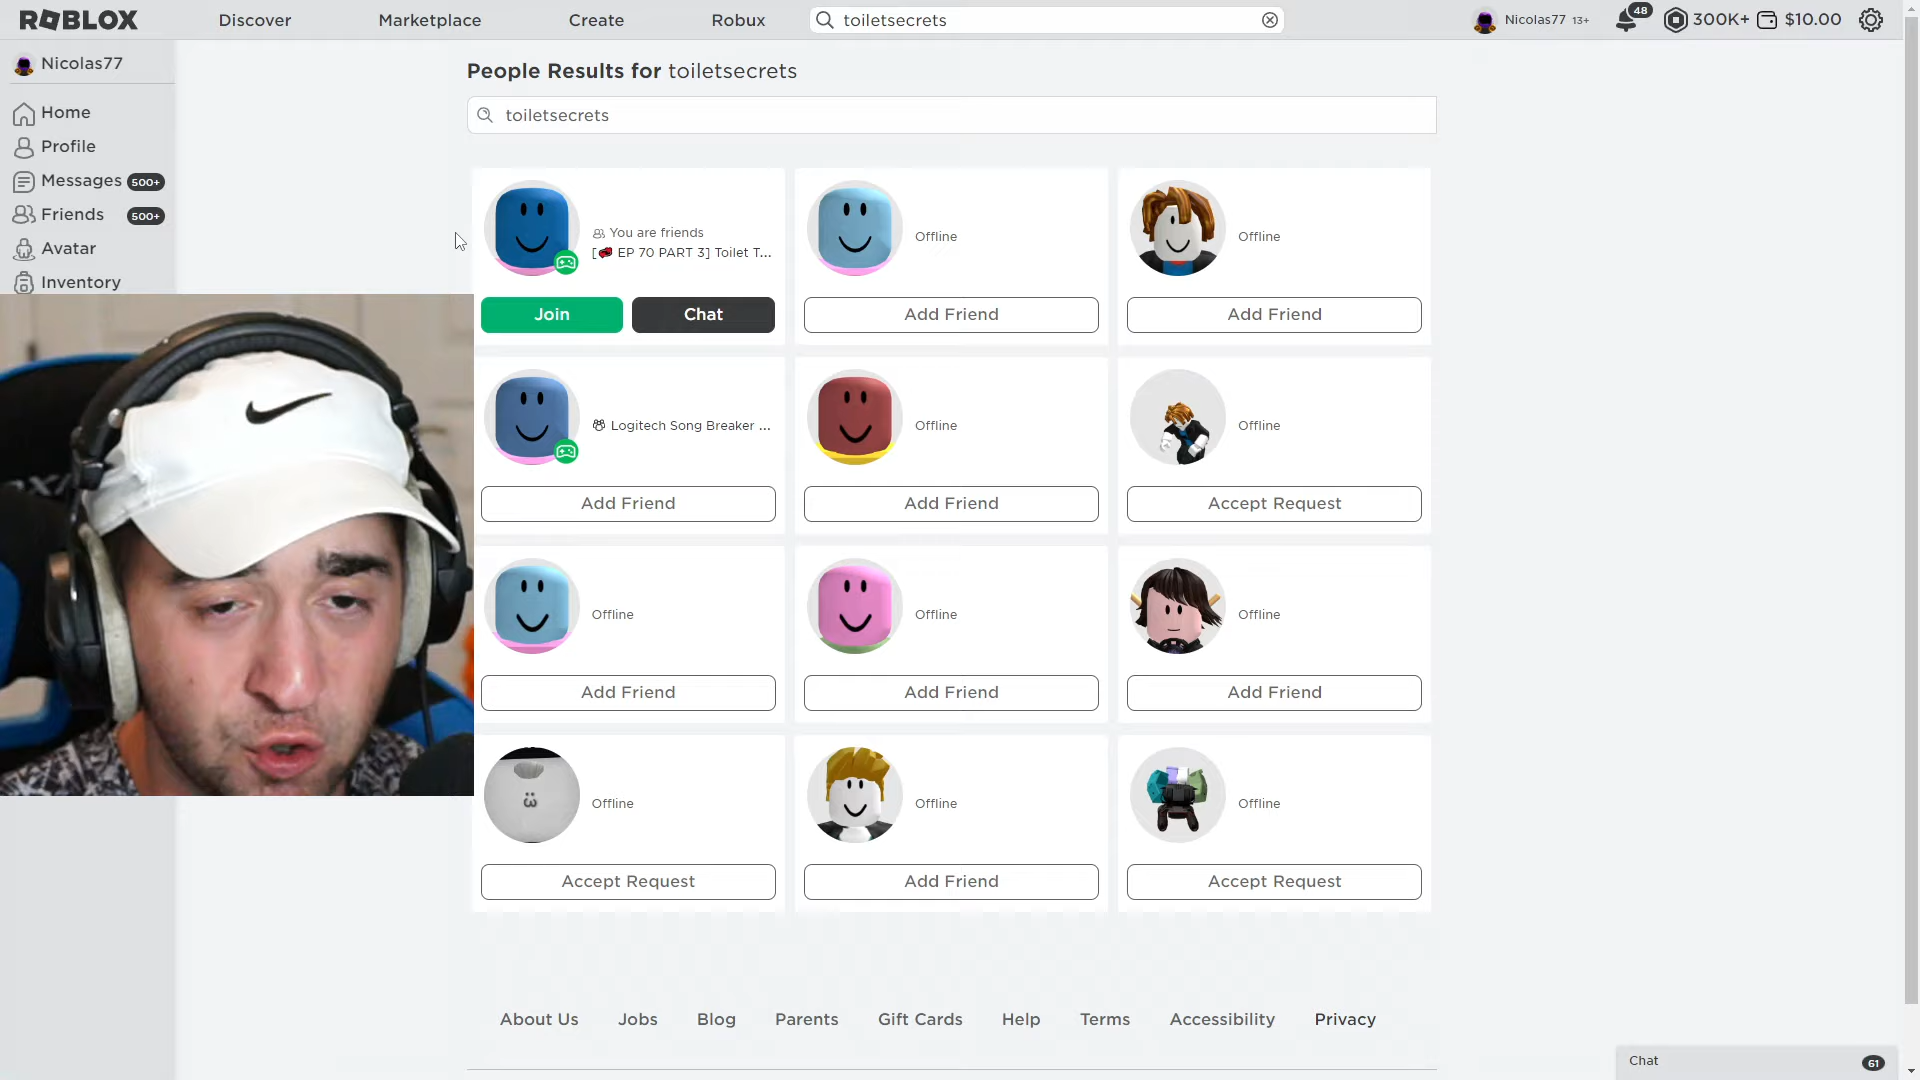 ROBLOX Discover Marketplace Create Robux toiletsecrets Nicolas77 13+ 48 300K+ $10.00
Nicolas77
Home
Profile
Messages 500+
Friends 500+
Avatar
Inventory
People Results for toiletsecrets
toiletsecrets
You are friends
[🥊 EP 70 PART 3] Toilet T...
Join Chat
Offline
Add Friend
Offline
Add Friend
Logitech Song Breaker ...
Add Friend
Offline
Add Friend
Offline
Accept Request
Offline
Add Friend
Offline
Add Friend
Offline
Add Friend
Offline
Accept Request
Offline
Add Friend
Offline
Accept Request
About Us Jobs Blog Parents Gift Cards Help Terms Accessibility Privacy
Chat 61